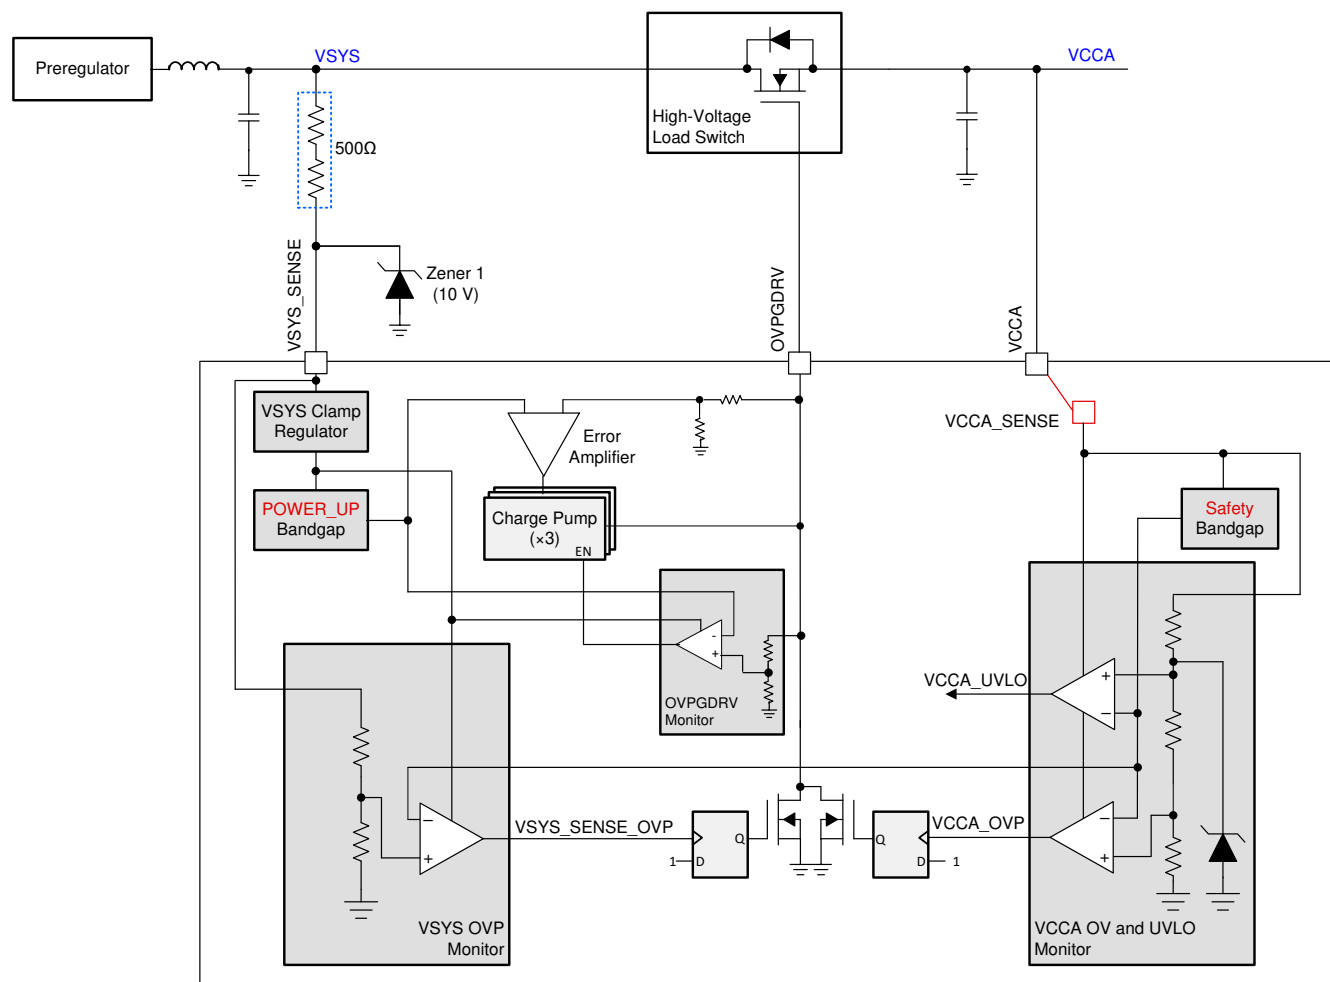 Preregulator
VSYS
VCCA
High-Voltage
Load Switch
500Ω
VSYS_SENSE
Zener 1
(10 V)
OVPGDRV
VCCA
VSYS Clamp
Regulator
Error
Amplifier
VCCA_SENSE
POWER_UP
Bandgap
Charge Pump
(×3)
EN
Safety
Bandgap
-
+
OVPGDRV
Monitor
VCCA_UVLO
+
−
−
+
VSYS_SENSE_OVP
Q
1
D
Q
D
1
VCCA_OVP
−
+
VSYS OVP
Monitor
VCCA OV and UVLO
Monitor